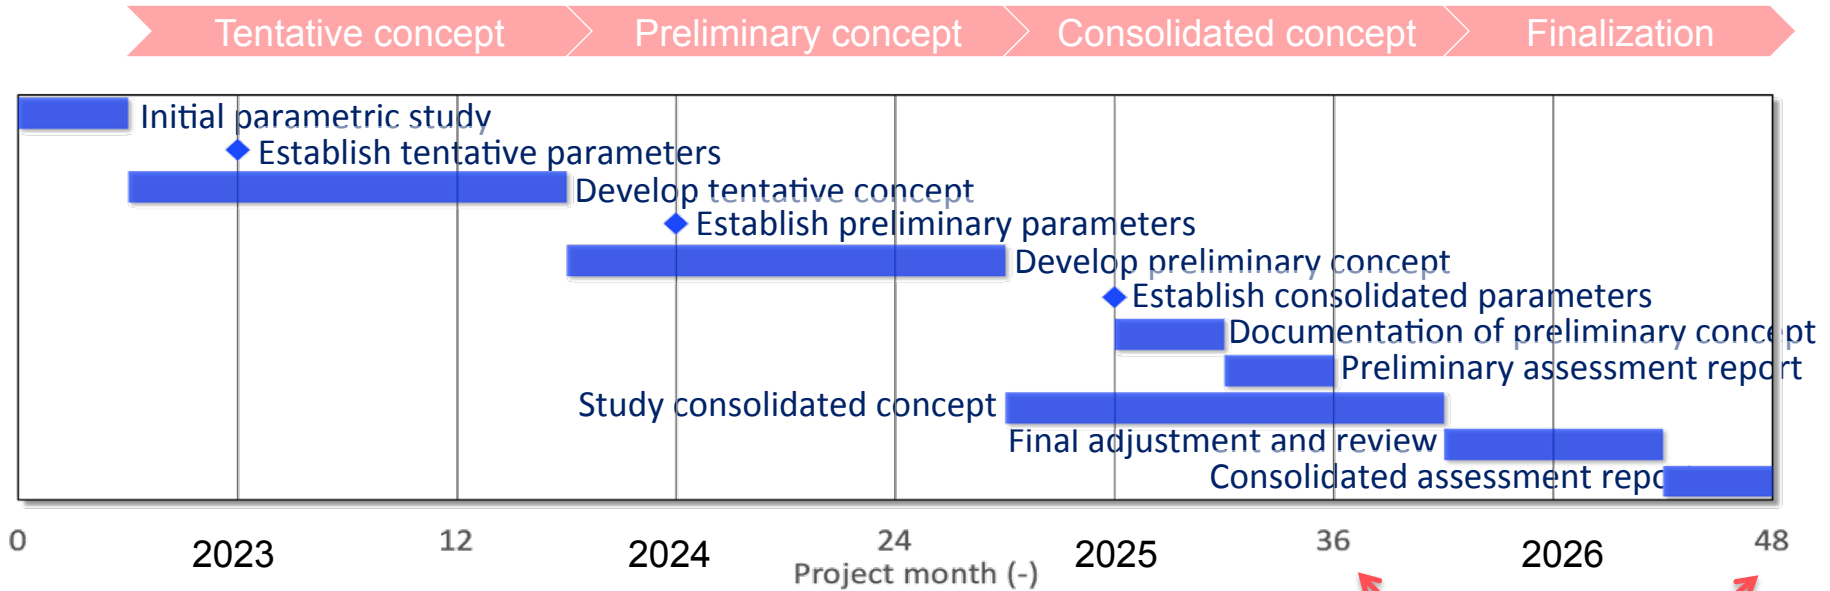 Tentative concept Preliminary concept Consolidated concept Finalization
Initial parametric study
Establish tentative parameters
Develop tentative concept
Establish preliminary parameters
Develop preliminary concept
Establish consolidated parameters
Documentation of preliminary concept
Preliminary assessment report
Study consolidated concept
Final adjustment and review
Consolidated assessment repo
0 12 24 36 48
2023 2024 2025 2026
Project month (-)